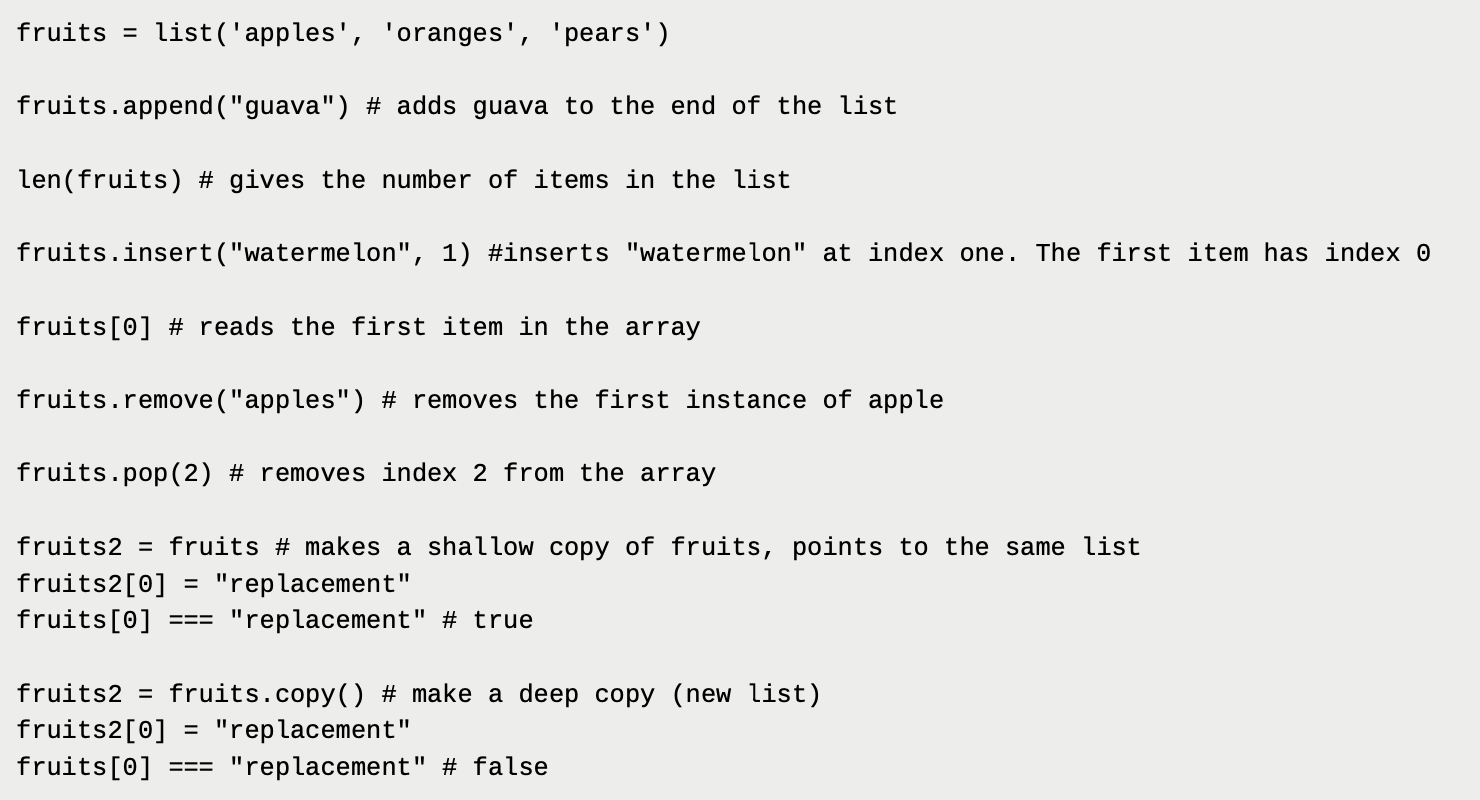 fruits = list('apples', 'oranges', 'pears')
fruits.append("guava") # adds guava to the end of the list
len(fruits) # gives the number of items in the list
fruits.insert("watermelon", 1) #inserts "watermelon" at index one. The first item has index 0
fruits[0] # reads the first item in the array
fruits.remove("apples") # removes the first instance of apple
fruits.pop(2) # removes index 2 from the array
fruits2 = fruits # makes a shallow copy of fruits, points to the same list
fruits2[0] = "replacement"
fruits[0] === "replacement" # true
fruits2 = fruits.copy() # make a deep copy (new list)
fruits2[0] = "replacement"
fruits[0] === "replacement" # false